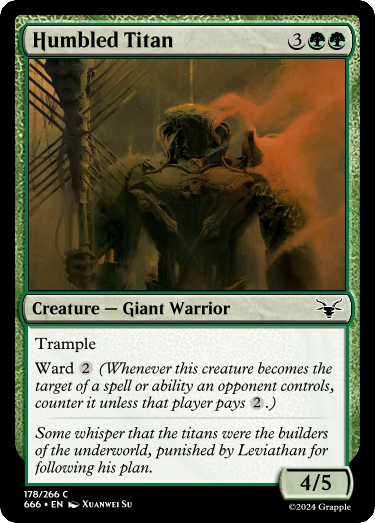 Humbled Titan 3
Creature — Giant Warrior
Trample
Ward 2 (Whenever this creature becomes the
target of a spell or ability an opponent controls,
counter it unless that player pays 2.)
Some whisper that the titans were the builders
of the underworld, punished by Leviathan for
following his plan.
4/5
178/266 C
666 • EN Xuanwei Su
©2024 Grapple